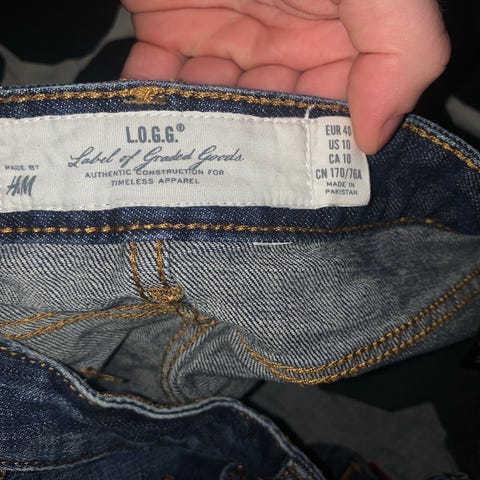 L.O.G.G.®
Label of Graded Goods
MADE BY
H&M
AUTHENTIC CONSTRUCTION FOR
TIMELESS APPAREL
EUR 40
US 10
CA 10
CN 170/76A
MADE IN
PAKISTAN